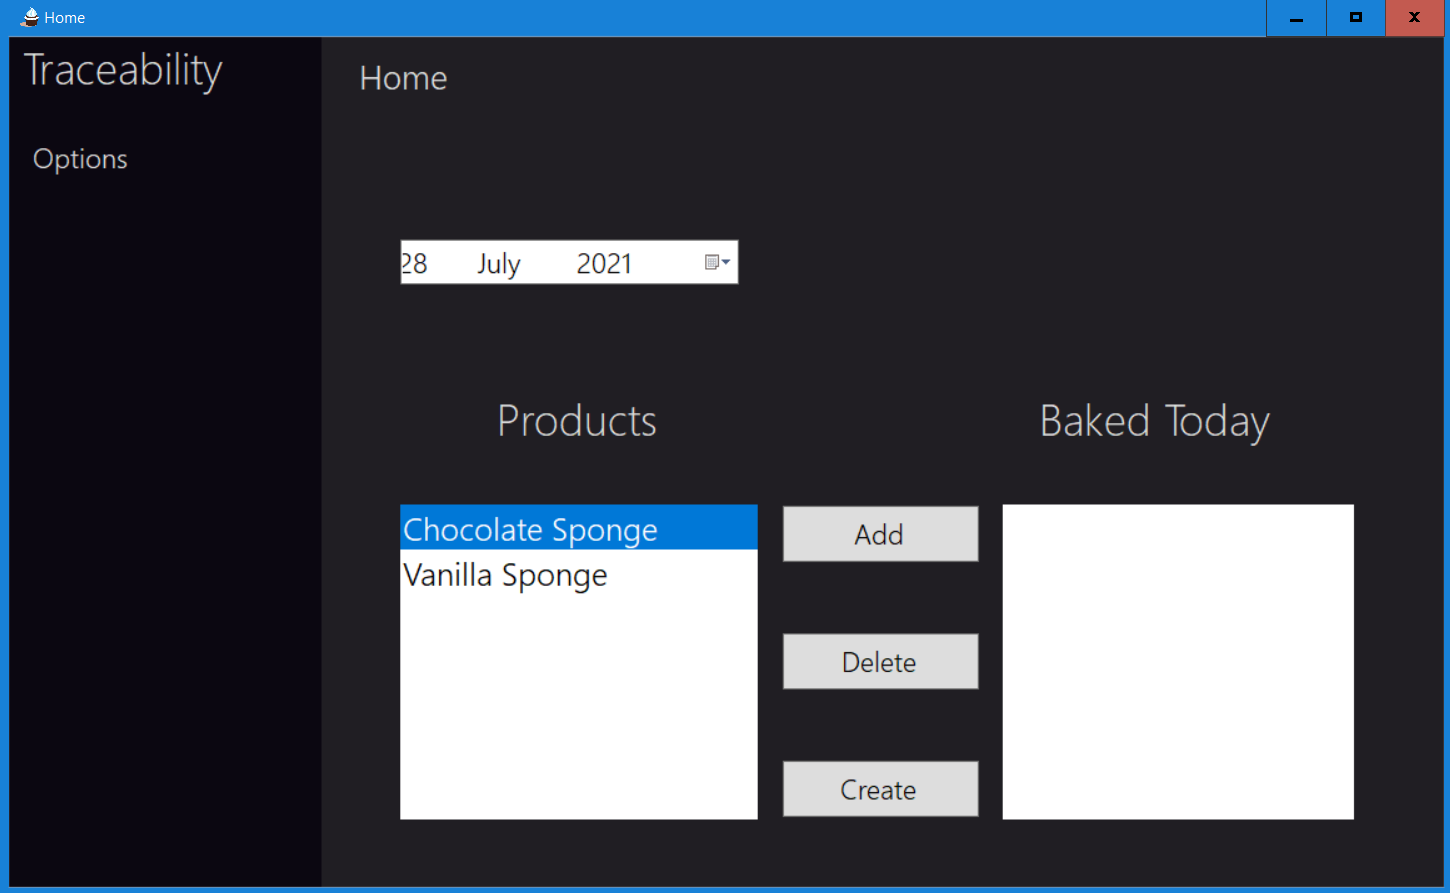 Home
Traceability
Home
Options
28 July 2021
Products
Baked Today
Chocolate Sponge
Add
Vanilla Sponge
Delete
Create